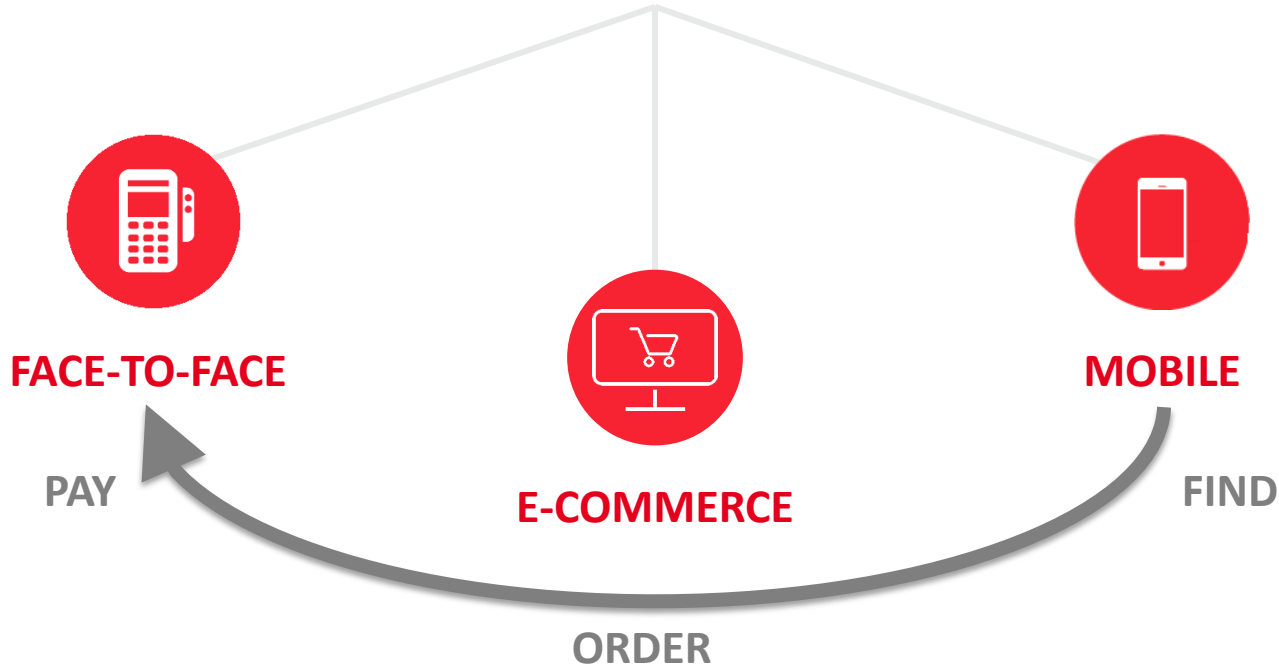 FACE-TO-FACE
MOBILE
PAY
E-COMMERCE
FIND
ORDER